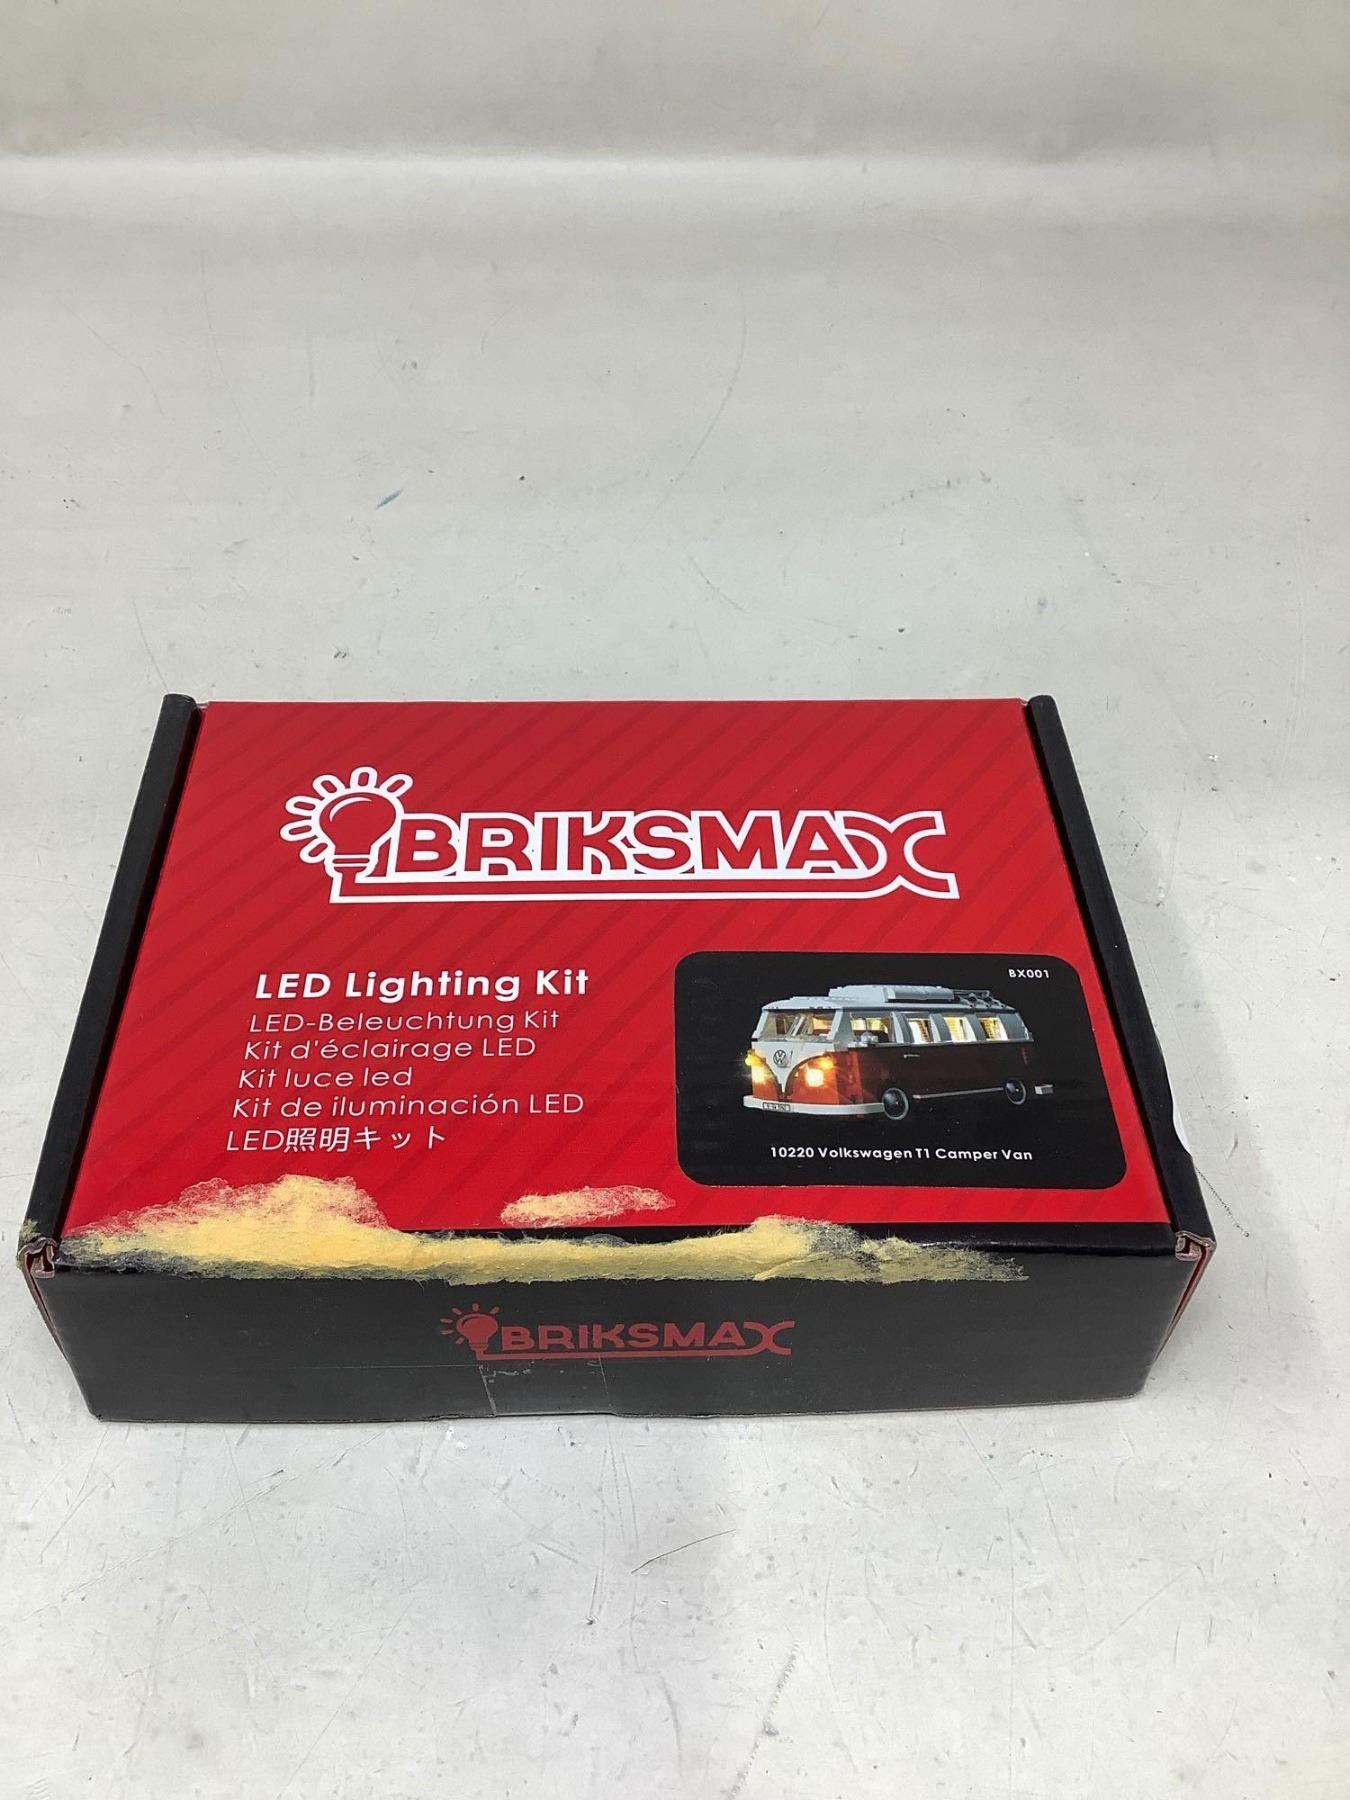 BRIKSMAX
LED Lighting Kit
LED-Beleuchtung Kit
Kit d'éclairage LED
Kit luce led
Kit de iluminación LED
LED照明キット
BX001
10220 Volkswagen T1 Camper Van
BRIKSMAX